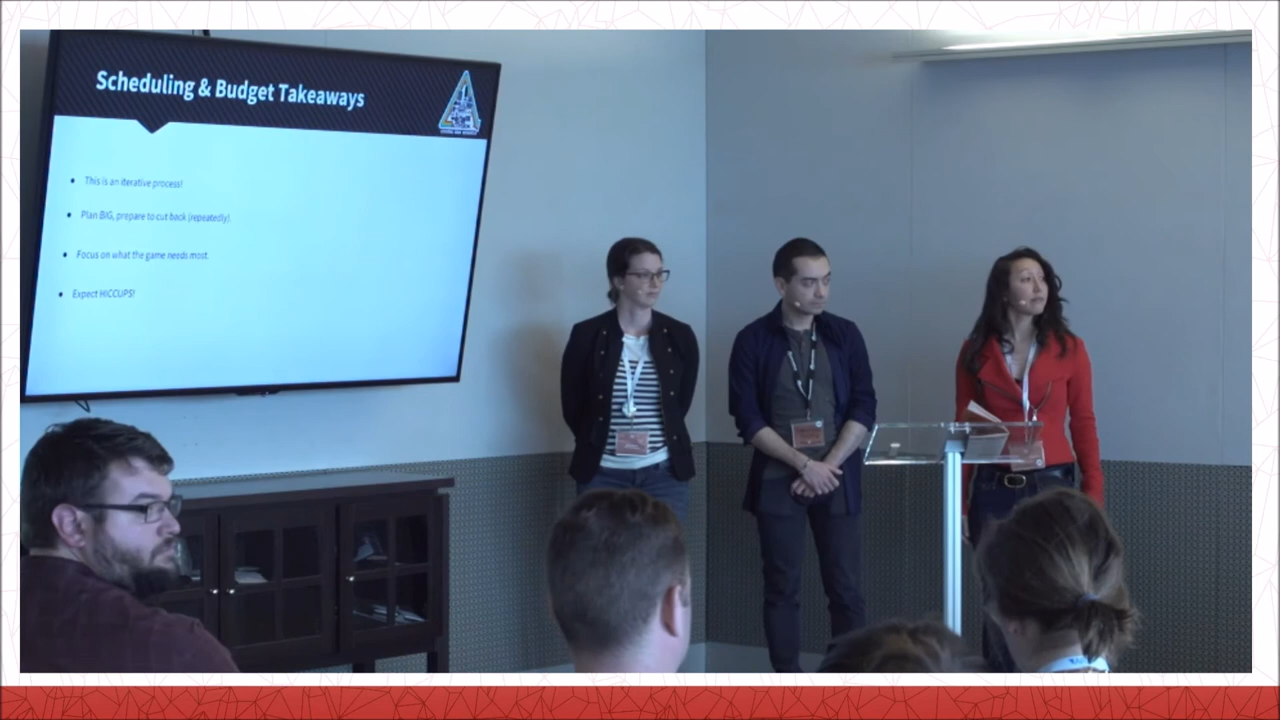 Scheduling & Budget Takeaways
This is an iterative process!
Plan BIG, prepare to cut back (repeatedly).
Focus on what the game needs most.
Expect HICCUPS!